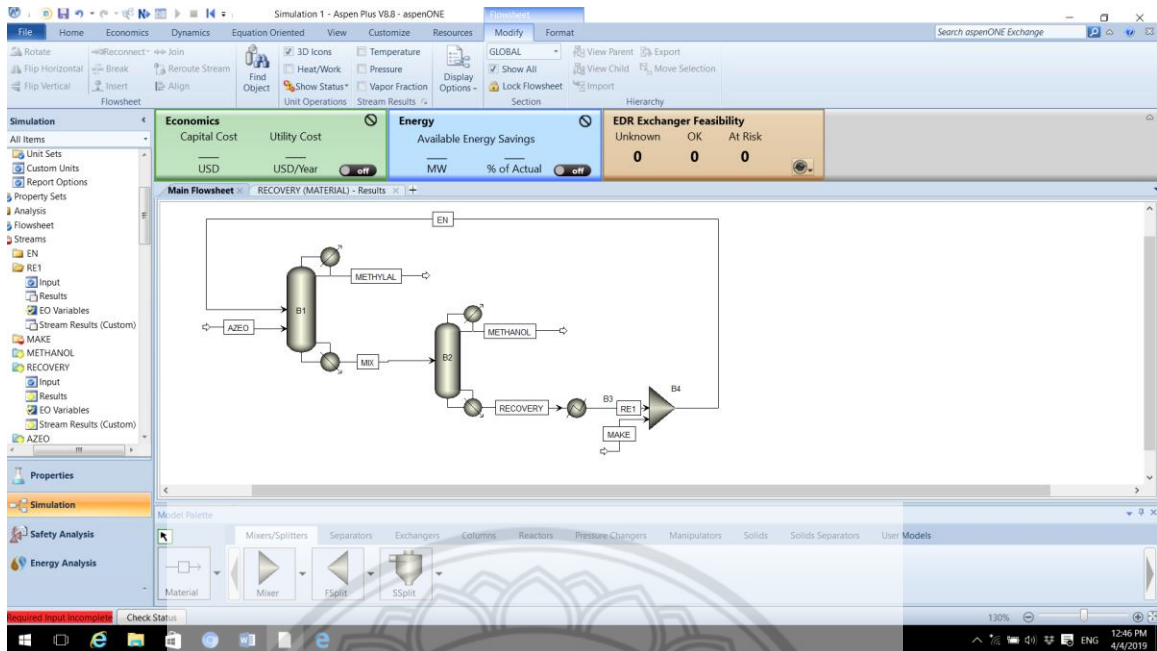 Simulation 1 - Aspen Plus V8.8 - aspenONE
Flowsheet
File Home Economics Dynamics Equation Oriented View Customize Resources Modify Format
Search aspenONE Exchange
Rotate Reconnect Join
Flip Horizontal Break Reroute Stream
Flip Vertical Insert Align
Flowsheet
Find Object
3D Icons
Heat/Work
Show Status
Unit Operations
Temperature
Pressure
Vapor Fraction
Stream Results
Display Options
GLOBAL
Show All
Lock Flowsheet
Section
View Parent Export
View Child Move Selection
Import
Hierarchy
Simulation
All Items
Unit Sets
Custom Units
Report Options
Property Sets
Analysis
Flowsheet
Streams
EN
RE1
Input
Results
EO Variables
Stream Results (Custom)
MAKE
METHANOL
RECOVERY
Input
Results
EO Variables
Stream Results (Custom)
AZEO
Properties
Simulation
Safety Analysis
Energy Analysis
Economics
Capital Cost Utility Cost
USD USD/Year off
Energy
Available Energy Savings
MW % of Actual off
EDR Exchanger Feasibility
Unknown OK At Risk
0 0 0
Main Flowsheet RECOVERY (MATERIAL) - Results +
EN
METHYLAL
B1
AZEO
MIX
METHANOL
B2
RECOVERY
B3
RE1
B4
MAKE
Model Palette
Mixers/Splitters Separators Exchangers Columns Reactors Pressure Changers Manipulators Solids Solids Separators User Models
Material Mixer FSplit SSplit
Required Input Incomplete Check Status
130%
ENG
12:46 PM
4/4/2019